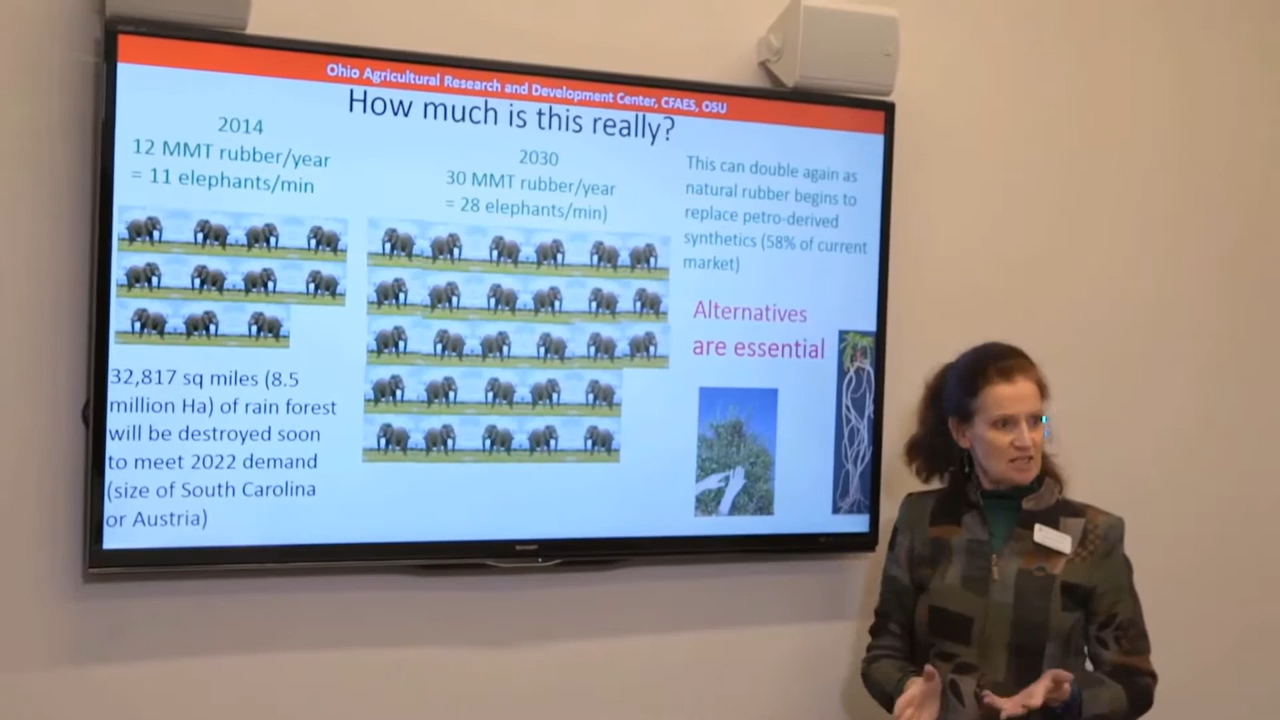 Ohio Agricultural Research and Development Center, CFAES, OSU
How much is this really?
2014
12 MMT rubber/year
= 11 elephants/min
2030
30 MMT rubber/year
= 28 elephants/min)
This can double again as
natural rubber begins to
replace petro-derived
synthetics (58% of current
market)
Alternatives
are essential
32,817 sq miles (8.5
million Ha) of rain forest
will be destroyed soon
to meet 2022 demand
(size of South Carolina
or Austria)
SHARP